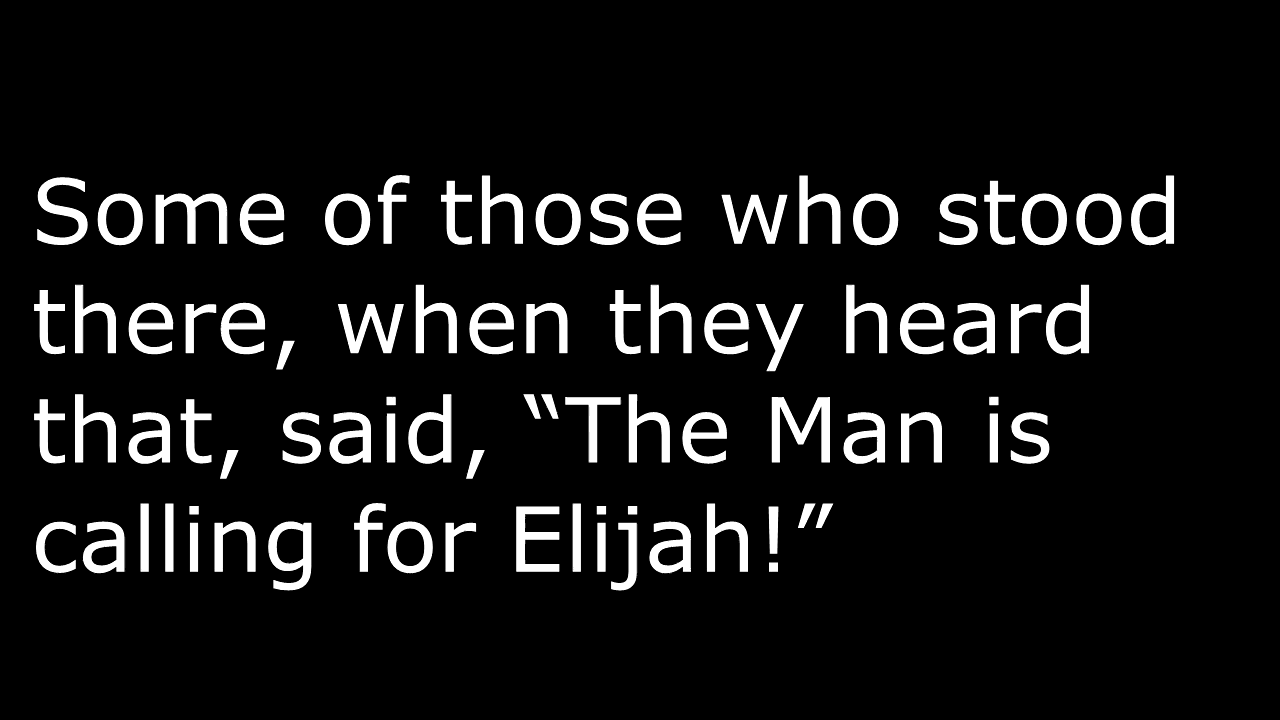 Some of those who stood
there, when they heard
that, said, “The Man is
calling for Elijah!”